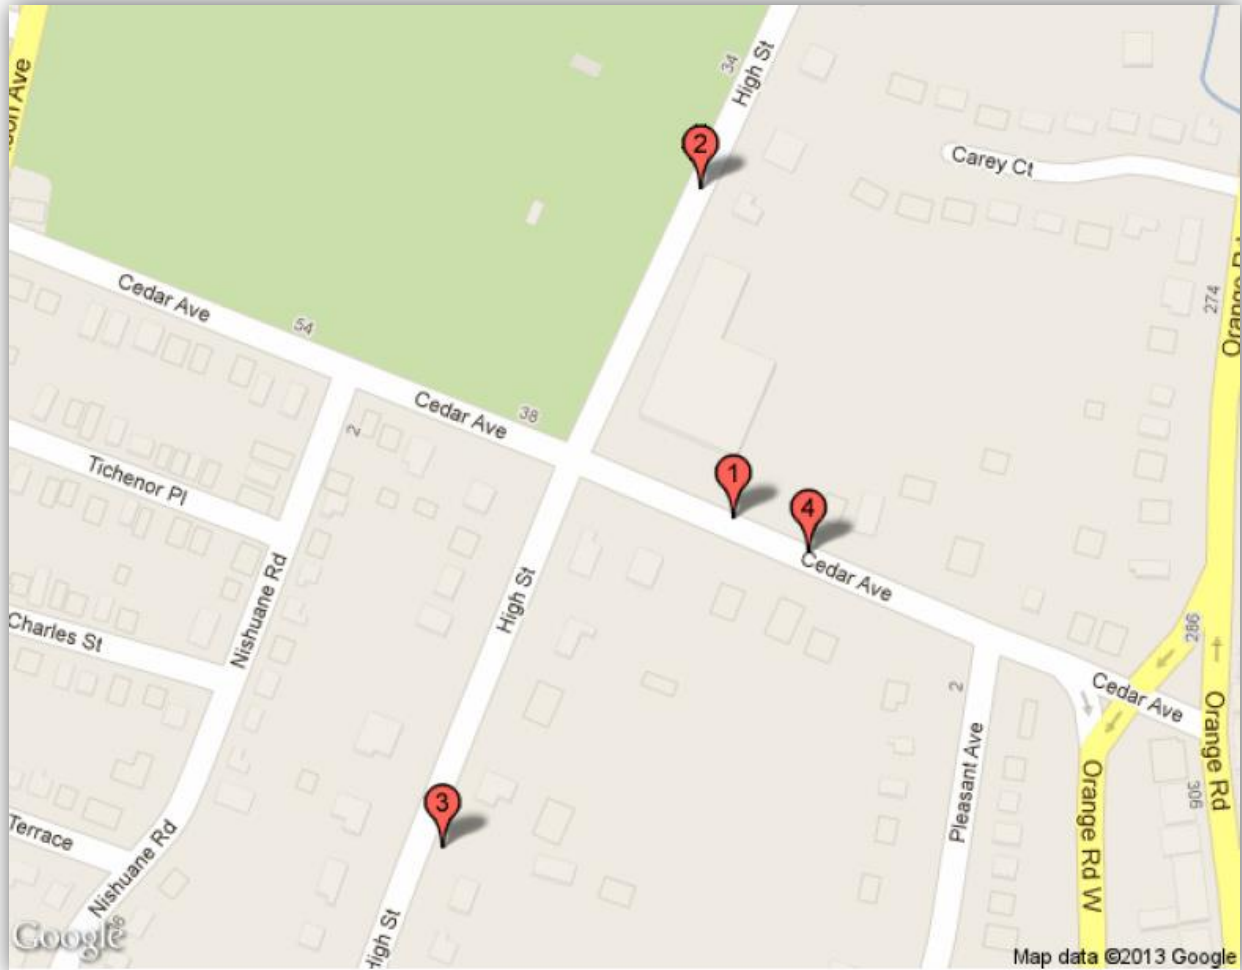 34
High St
2
Carey Ct
Cedar Ave
54
274
Orange Rd
38
Cedar Ave
2
Tichenor Pl
1
4
Cedar Ave
High St
Nishuane Rd
Charles St
286
2
Cedar Ave
Orange Rd
Pleasant Ave
Orange Rd W
306
3
Terrace
Nishuane Rd
High St
Google
Map data ©2013 Google